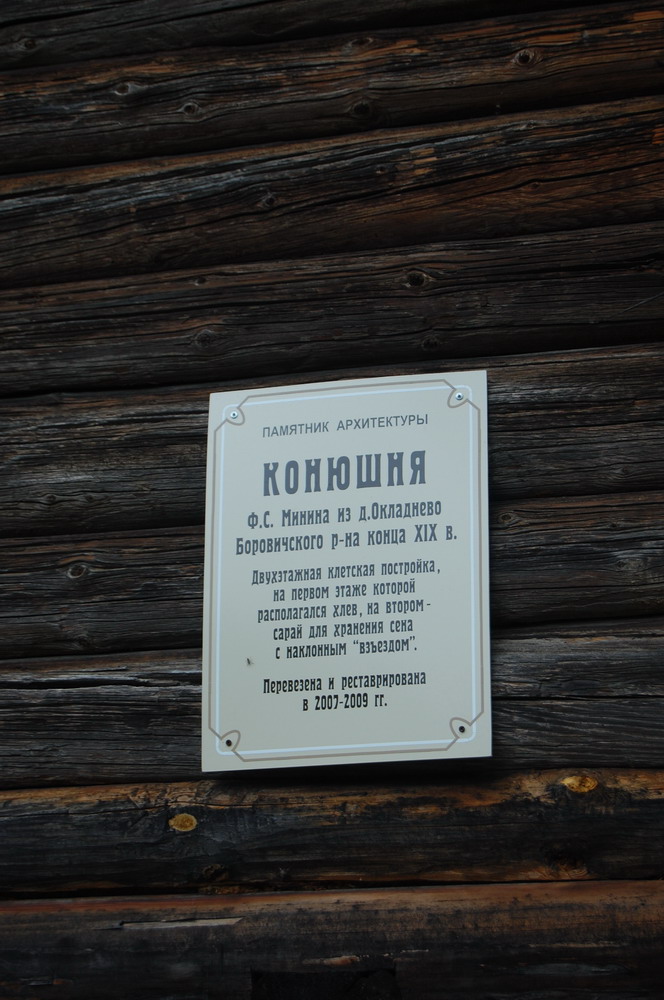 ПАМЯТНИК АРХИТЕКТУРЫ
КОНЮШНЯ
Ф.С. Минина из д.Окладнево
Боровичского р-на конца XIX в.
Двухэтажная клетская постройка,
на первом этаже которой
располагался хлев, на втором-
сарай для хранения сена
с наклонным “въездом”.
Перевезена и реставрирована
в 2007-2009 гг.